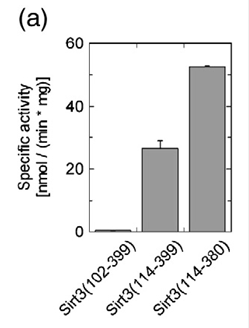 (a)
Specific activity
[nmol / (min * mg)]
60
40
20
0
Sirt3(102-399)
Sirt3(114-399)
Sirt3(114-380)